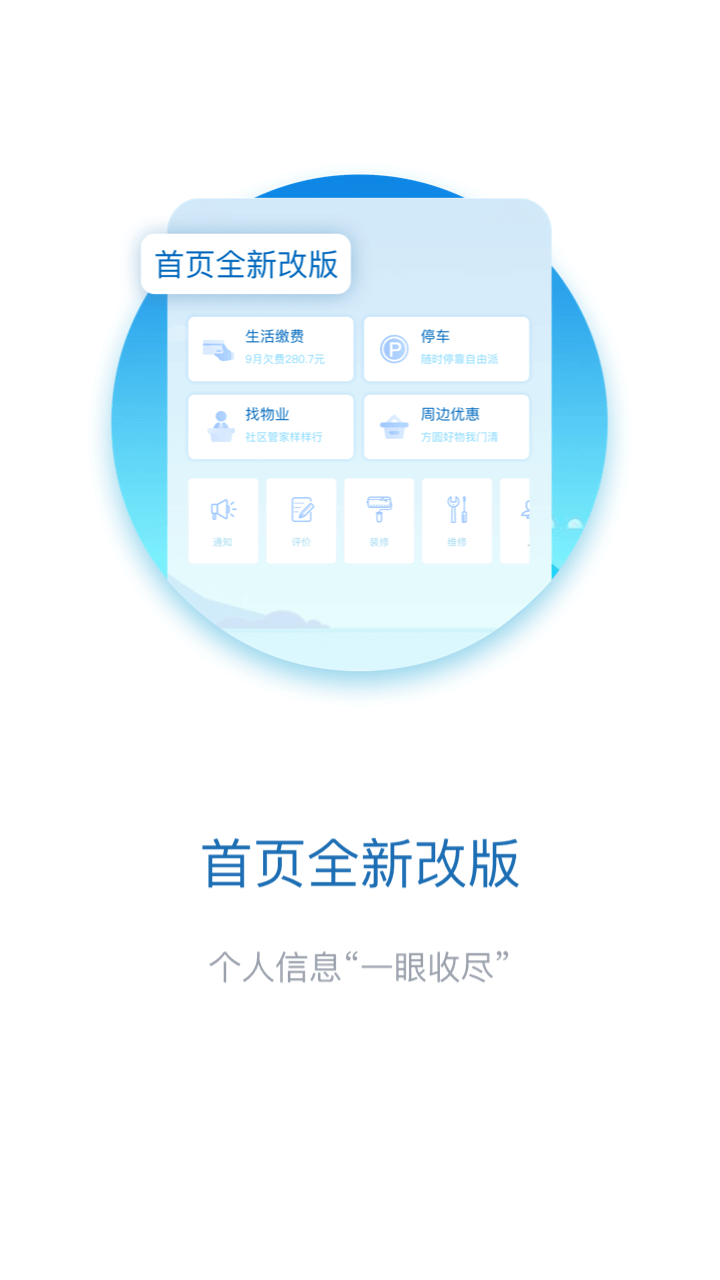 首页全新改版
生活缴费
9月欠费280.7元
停车
随时停靠自由派
找物业
社区管家样样行
周边优惠
方圆好物我门清
通知
评价
装修
维修
首页全新改版
个人信息“一眼收尽”